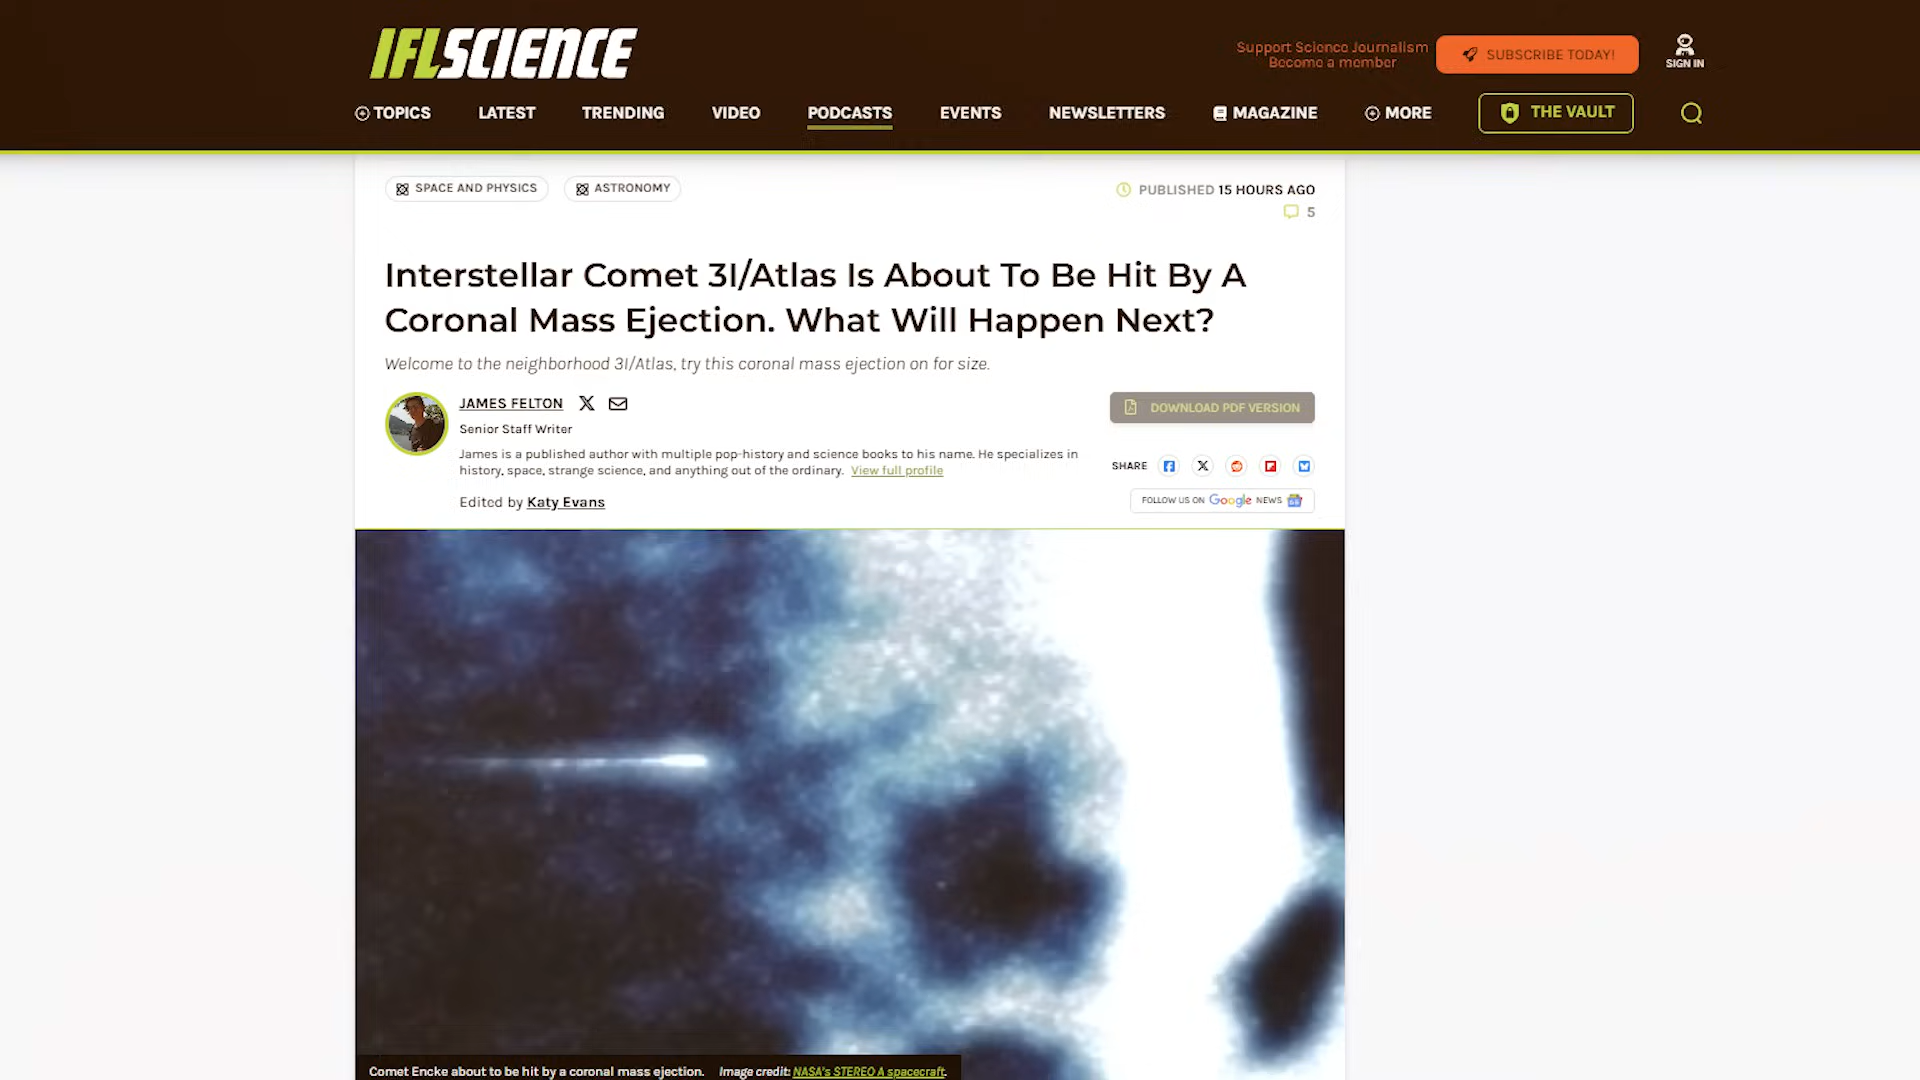 IFLSCIENCE
Support Science Journalism
Become a member
SUBSCRIBE TODAY!
SIGN IN
TOPICS
LATEST
TRENDING
VIDEO
PODCASTS
EVENTS
NEWSLETTERS
MAGAZINE
MORE
THE VAULT
SPACE AND PHYSICS
ASTRONOMY
PUBLISHED 15 HOURS AGO
5
Interstellar Comet 3I/Atlas Is About To Be Hit By A
Coronal Mass Ejection. What Will Happen Next?
Welcome to the neighborhood 3I/Atlas, try this coronal mass ejection on for size.
JAMES FELTON
Senior Staff Writer
James is a published author with multiple pop-history and science books to his name. He specializes in
history, space, strange science, and anything out of the ordinary. View full profile
Edited by Katy Evans
DOWNLOAD PDF VERSION
SHARE
FOLLOW US ON Google NEWS
Comet Encke about to be hit by a coronal mass ejection. Image credit: NASA's STEREO A spacecraft.